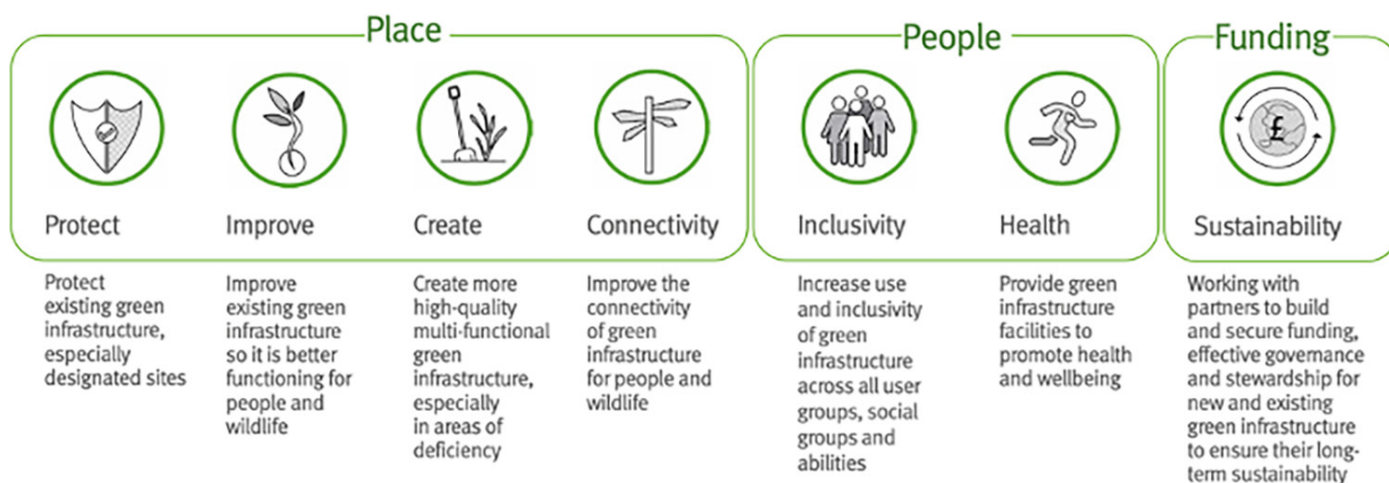 Place
People
Funding
Protect
Improve
Create
Connectivity
Inclusivity
Health
Sustainability
Protect
existing green
infrastructure,
especially
designated sites
Improve
existing green
infrastructure
so it is better
functioning for
people and
wildlife
Create more
high-quality
multi-functional
green
infrastructure,
especially
in areas of
deficiency
Improve the
connectivity
of green
infrastructure
for people and
wildlife
Increase use
and inclusivity
of green
infrastructure
across all user
groups, social
groups and
abilities
Provide green
infrastructure
facilities to
promote health
and wellbeing
£
Working with
partners to build
and secure funding,
effective governance
and stewardship for
new and existing
green infrastructure
to ensure their long-
term sustainability